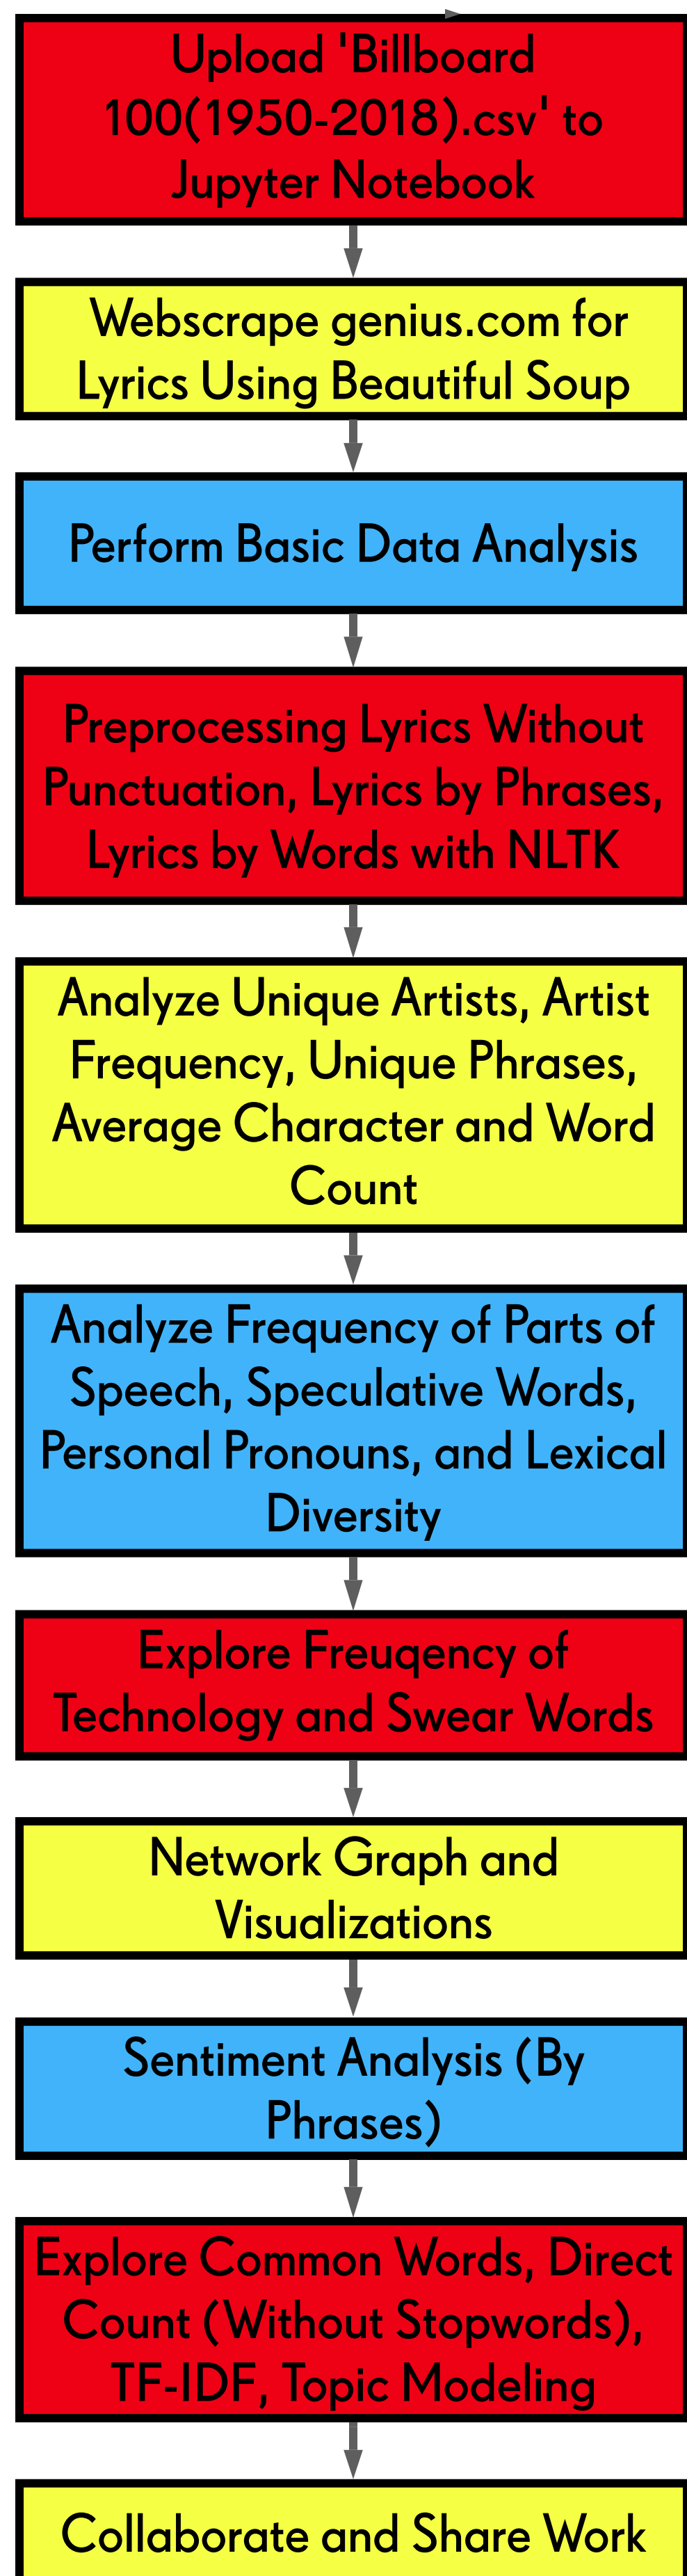 Upload 'Billboard
100(1950-2018).csv' to
Jupyter Notebook
Webscrape genius.com for
Lyrics Using Beautiful Soup
Perform Basic Data Analysis
Preprocessing Lyrics Without
Punctuation, Lyrics by Phrases,
Lyrics by Words with NLTK
Analyze Unique Artists, Artist
Frequency, Unique Phrases,
Average Character and Word
Count
Analyze Frequency of Parts of
Speech, Speculative Words,
Personal Pronouns, and Lexical
Diversity
Explore Freuqency of
Technology and Swear Words
Network Graph and
Visualizations
Sentiment Analysis (By
Phrases)
Explore Common Words, Direct
Count (Without Stopwords),
TF-IDF, Topic Modeling
Collaborate and Share Work